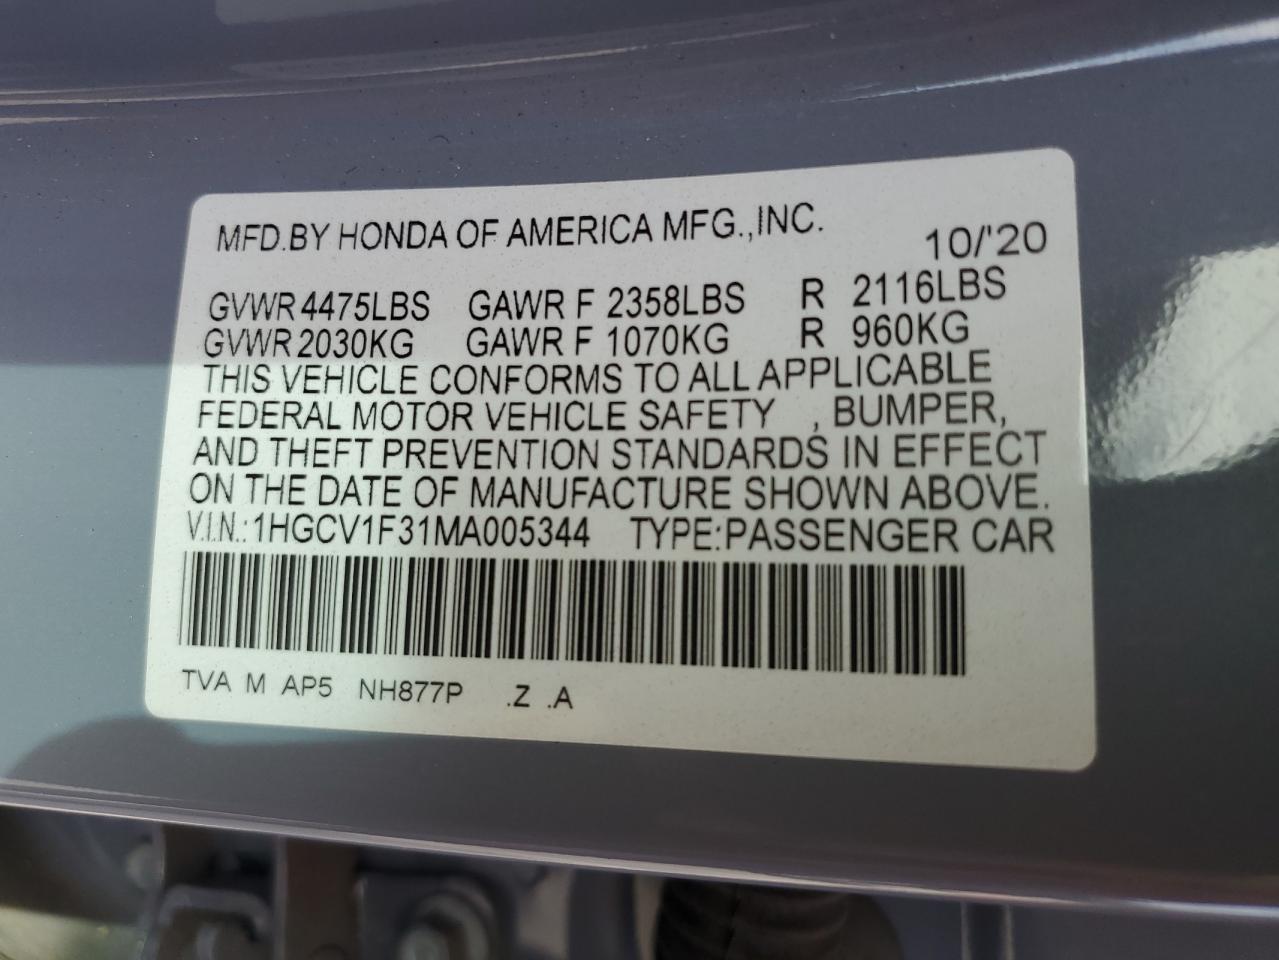 MFD.BY HONDA OF AMERICA MFG.,INC. 10/'20
GVWR 4475LBS GAWR F 2358LBS R 2116LBS
GVWR 2030KG GAWR F 1070KG R 960KG
THIS VEHICLE CONFORMS TO ALL APPLICABLE
FEDERAL MOTOR VEHICLE SAFETY , BUMPER,
AND THEFT PREVENTION STANDARDS IN EFFECT
ON THE DATE OF MANUFACTURE SHOWN ABOVE.
V.I.N.: 1HGCV1F31MA005344 TYPE:PASSENGER CAR
TVA M AP5 NH877P .Z .A